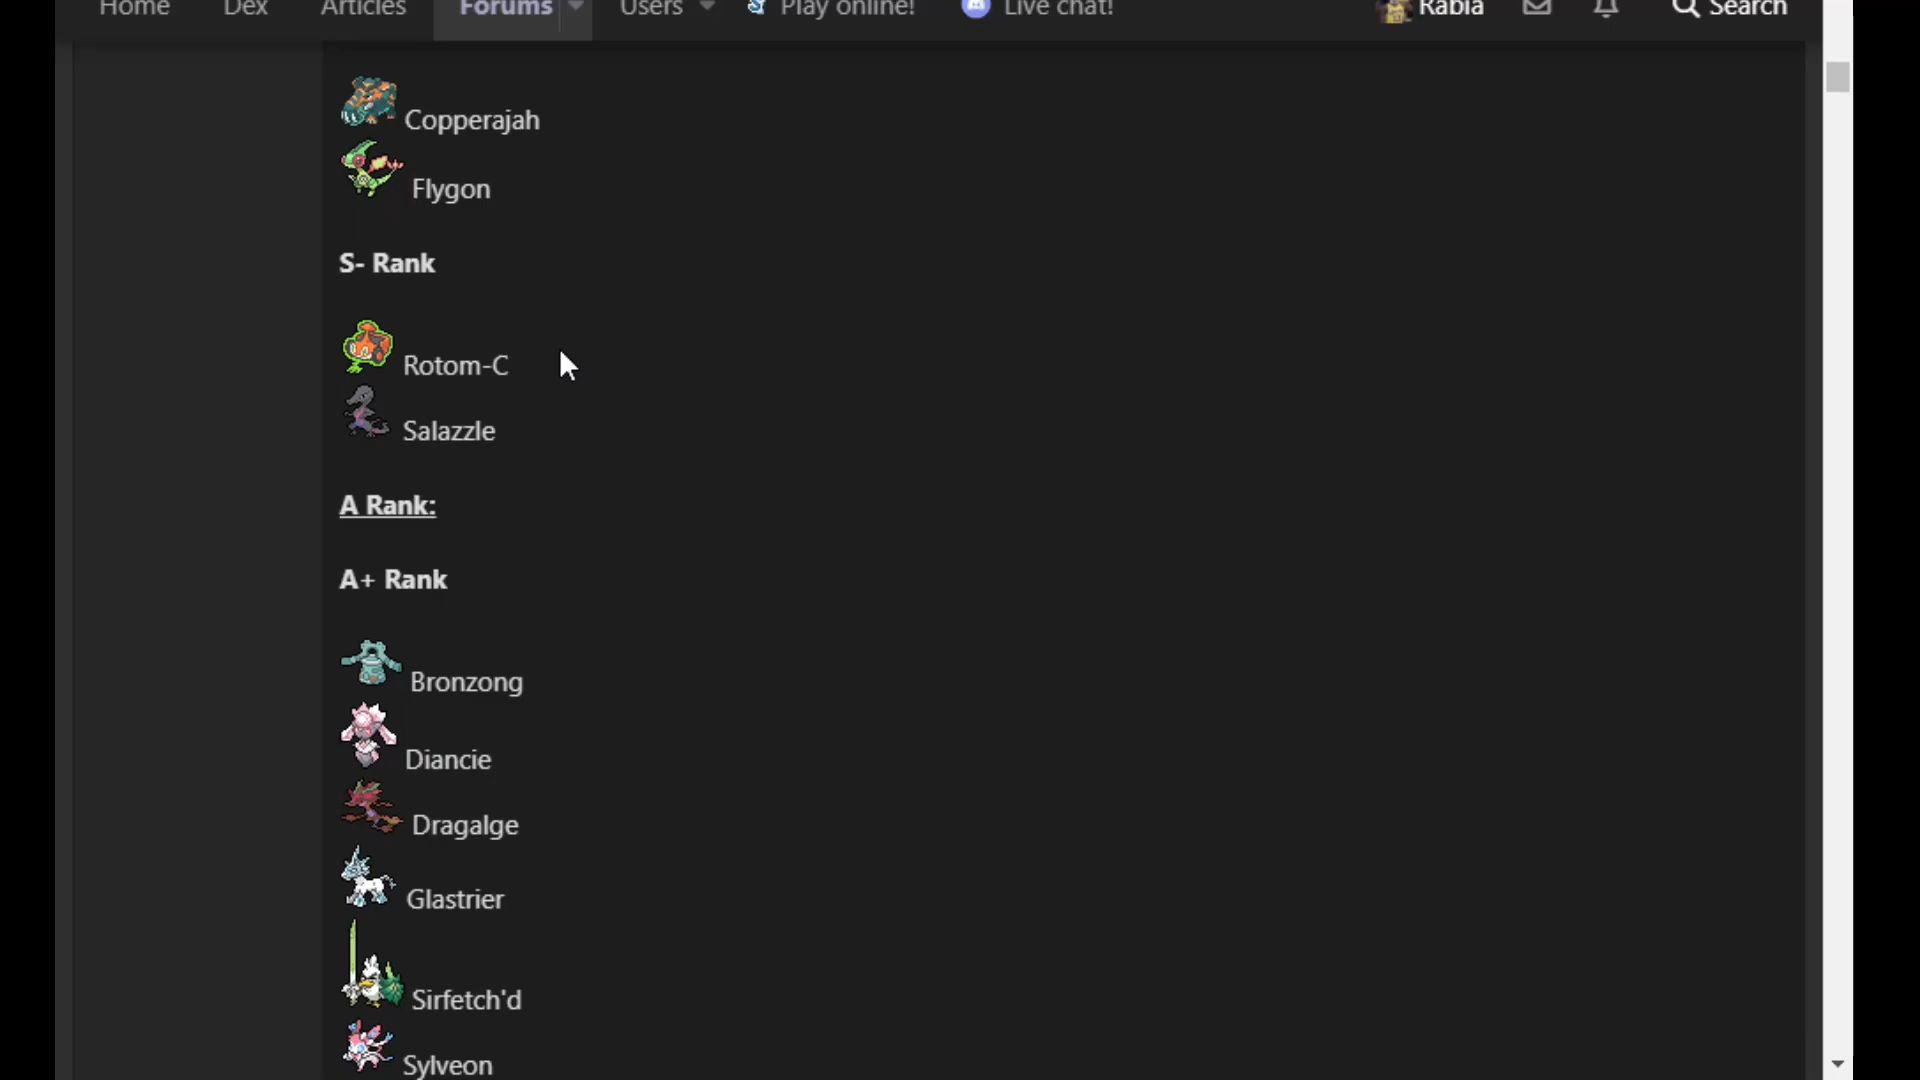 Home Dex Articles Forums Users Play online! Live chat! Rabia Search
Copperajah
Flygon
S- Rank
Rotom-C
Salazzle
A Rank:
A+ Rank
Bronzong
Diancie
Dragalge
Glastrier
Sirfetch'd
Sylveon